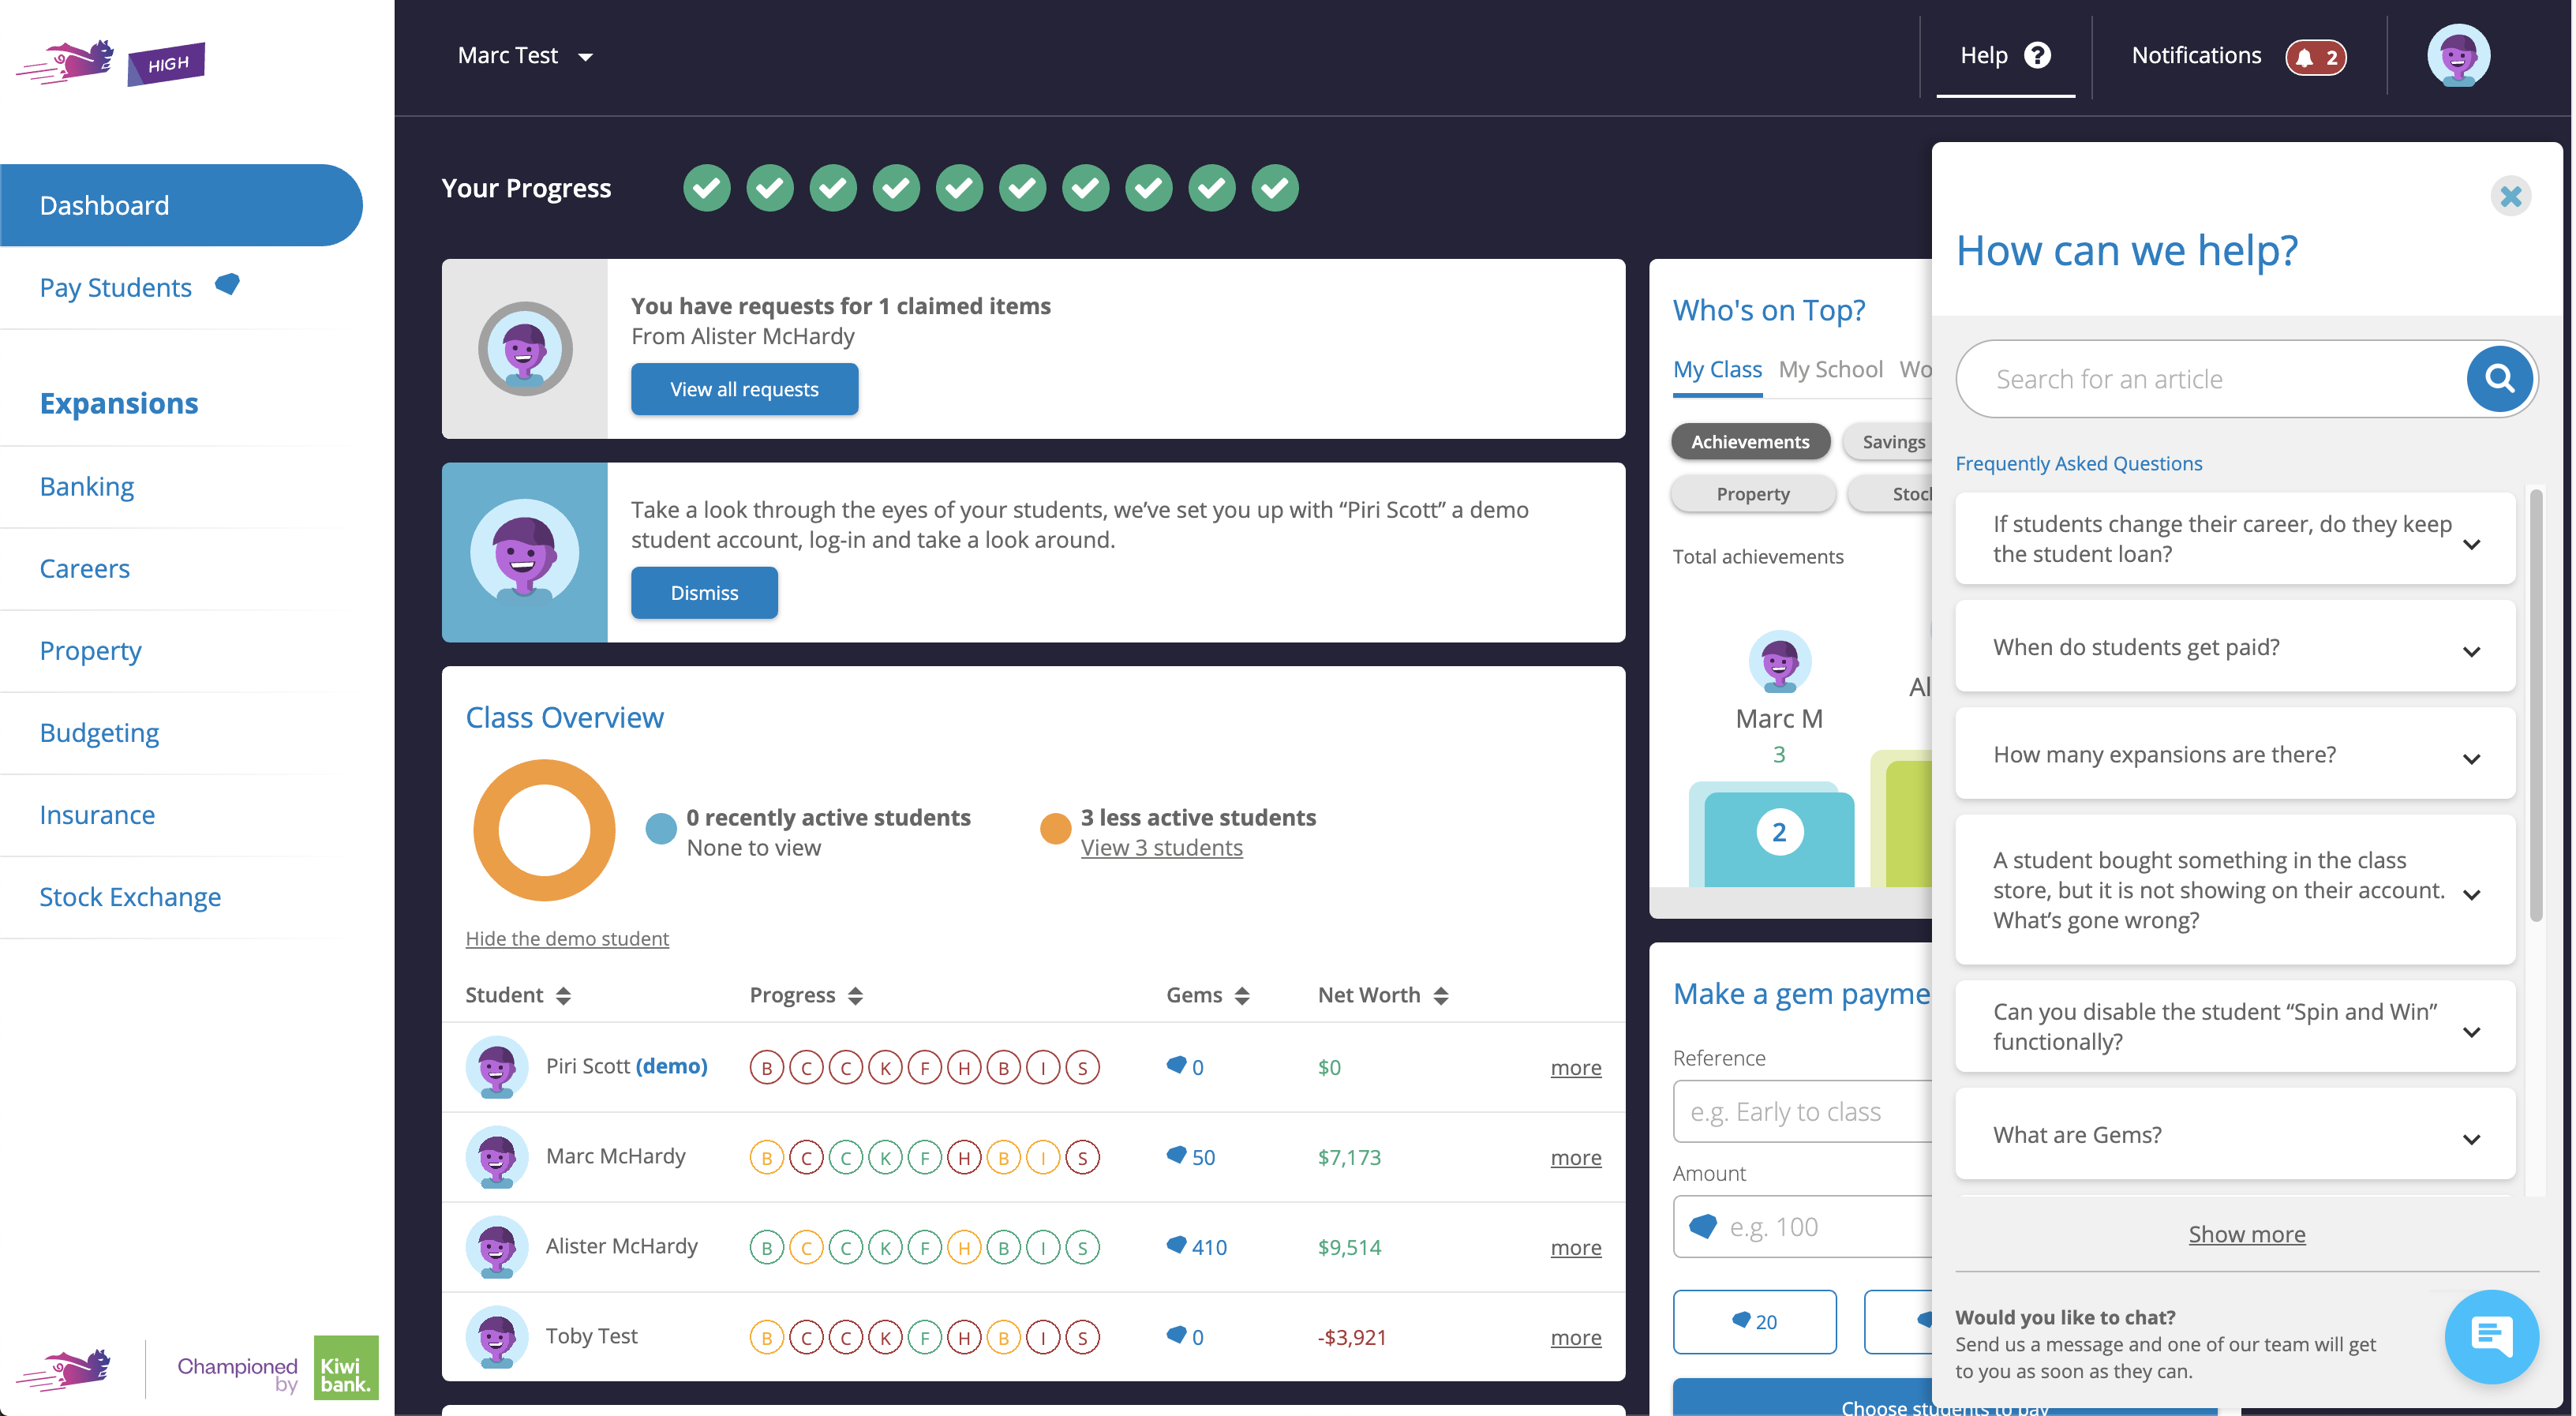 HIGH
Marc Test
Help ?
Notifications 2
Dashboard
Pay Students
Expansions
Banking
Careers
Property
Budgeting
Insurance
Stock Exchange
Championed
by
Kiwi
bank.
Your Progress
You have requests for 1 claimed items
From Alister McHardy
View all requests
Take a look through the eyes of your students, we’ve set you up with “Piri Scott” a demo
student account, log-in and take a look around.
Dismiss
Class Overview
0 recently active students
None to view
3 less active students
View 3 students
Hide the demo student
Student Progress Gems Net Worth
Piri Scott (demo) B C C K F H B I S 0 $0 more
Marc McHardy B C C K F H B I S 50 $7,173 more
Alister McHardy B C C K F H B I S 410 $9,514 more
Toby Test B C C K F H B I S 0 -$3,921 more
Who's on Top?
My Class My School Wo
Achievements Savings
Property Stoc
Total achievements
Al
Marc M
3
2
Make a gem payme
Reference
e.g. Early to class
Amount
e.g. 100
20
Choose students to pay
How can we help?
Search for an article
Frequently Asked Questions
If students change their career, do they keep
the student loan?
When do students get paid?
How many expansions are there?
A student bought something in the class
store, but it is not showing on their account.
What’s gone wrong?
Can you disable the student “Spin and Win”
functionally?
What are Gems?
Show more
Would you like to chat?
Send us a message and one of our team will get
to you as soon as they can.